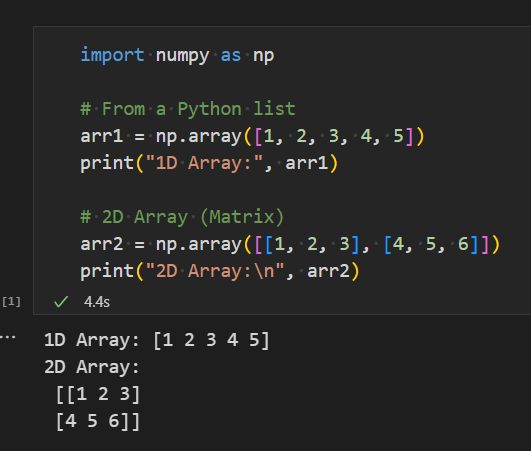 import numpy as np
# From a Python list
arr1 = np.array([1, 2, 3, 4, 5])
print("1D Array:", arr1)
# 2D Array (Matrix)
arr2 = np.array([[1, 2, 3], [4, 5, 6]])
print("2D Array:\n", arr2)
[1] ✓ 4.4s
... 1D Array: [1 2 3 4 5]
2D Array:
[[1 2 3]
[4 5 6]]